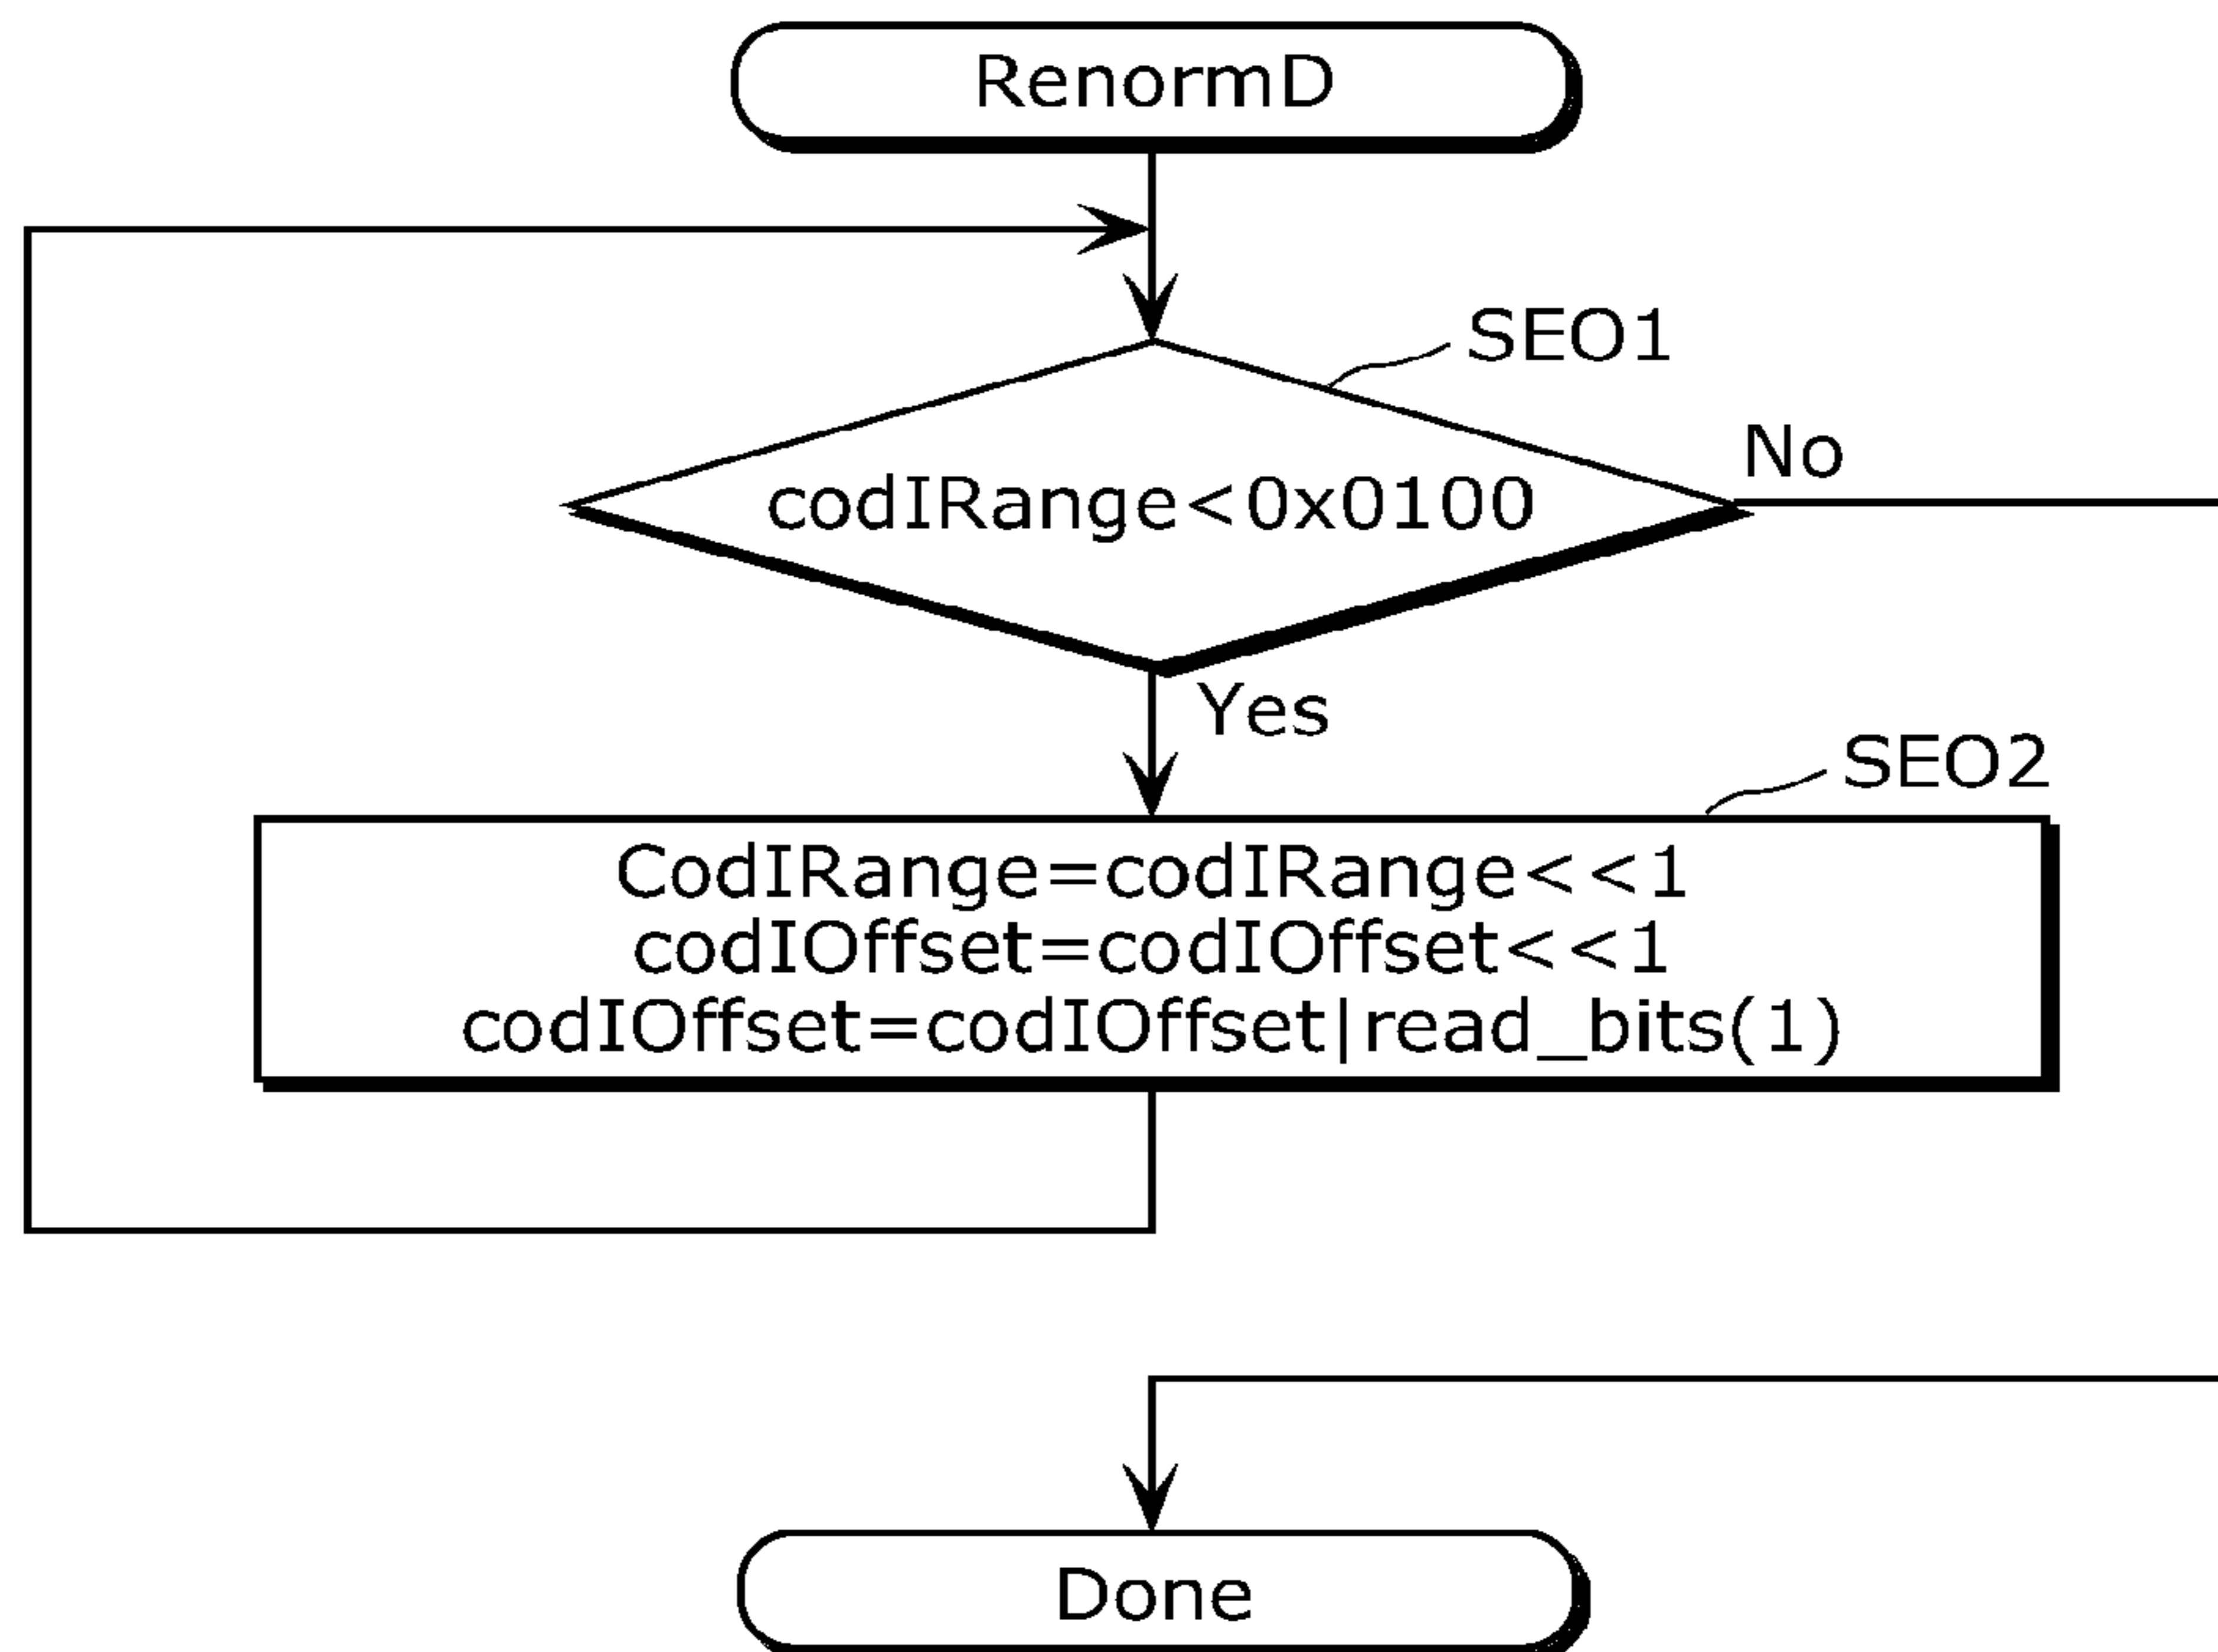 RenormD
SEO1
No
codIRange<0x0100
Yes
SEO2
CodIRange=codIRange<<1
codIOffset=codIOffset<<1
codIOffset=codIOffset|read_bits(1)
Done